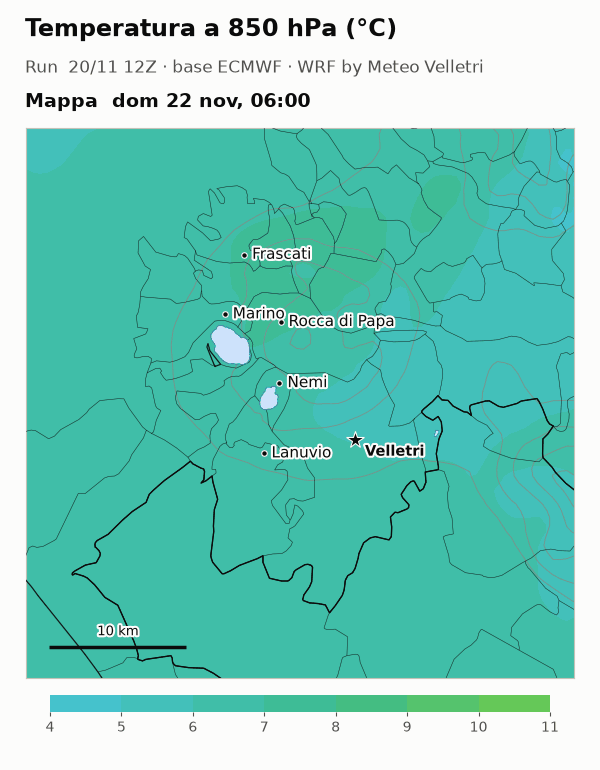 Temperatura a 850 hPa (°C)
Run  20/11 12Z · base ECMWF · WRF by Meteo Velletri
Mappa  dom 22 nov, 06:00
Frascati
Marino
Rocca di Papa
Nemi
Velletri
Lanuvio
10 km
4 5 6 7 8 9 10 11